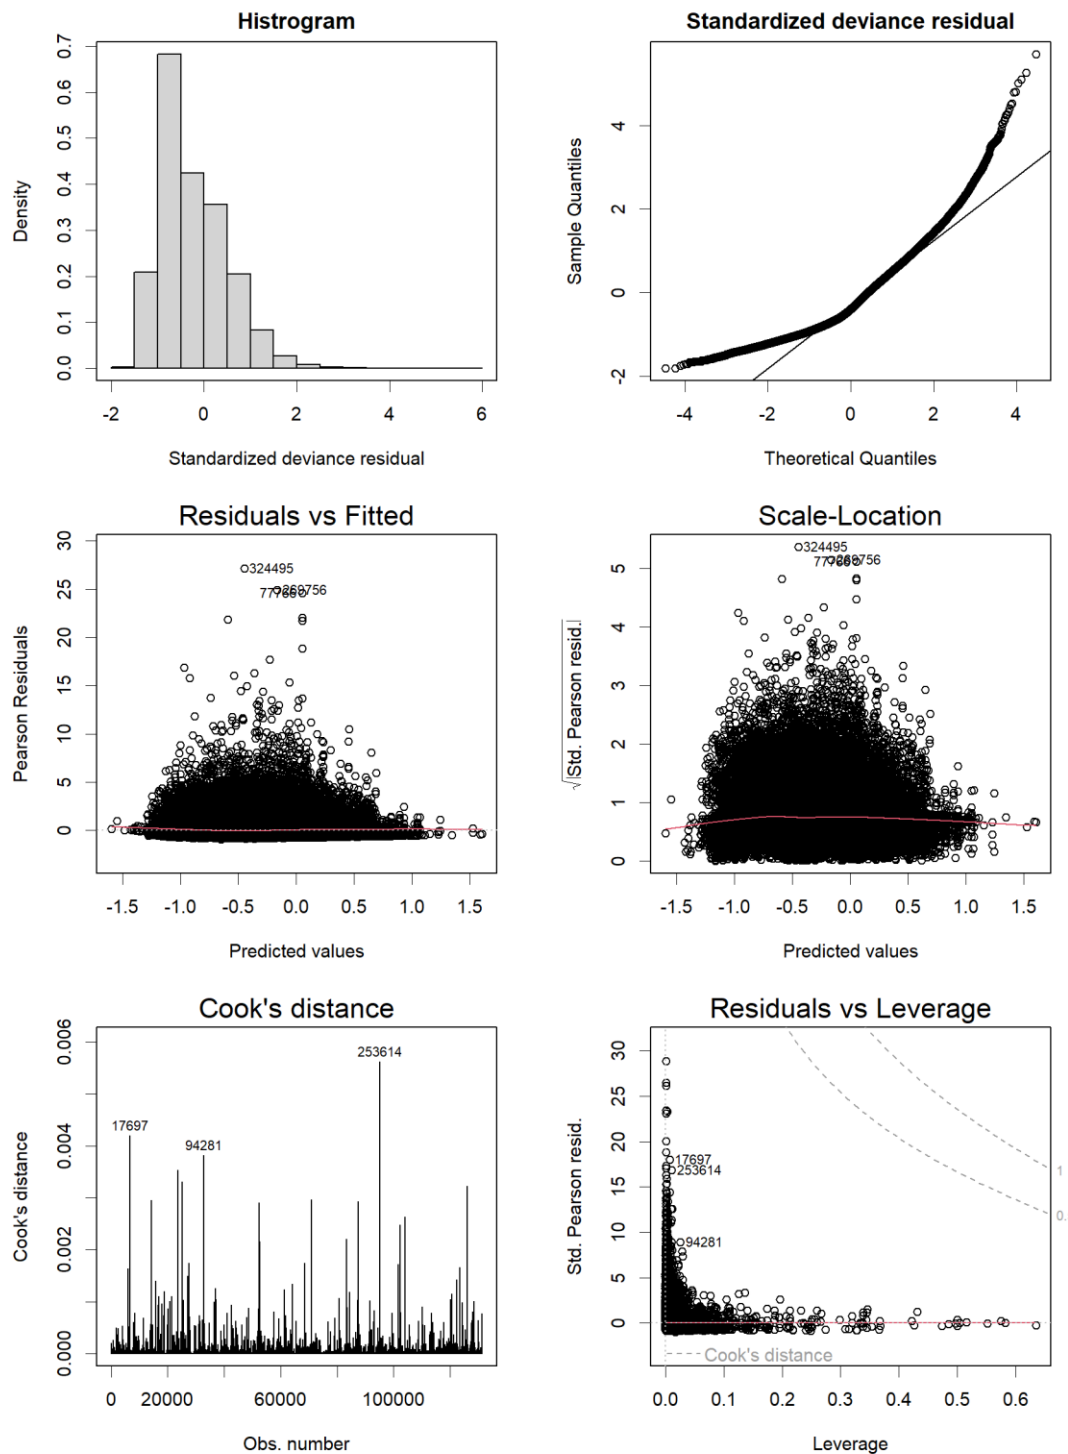 Histrogram
Density
0.0 0.1 0.2 0.3 0.4 0.5 0.6 0.7
-2 0 2 4 6
Standardized deviance residual
Standardized deviance residual
Sample Quantiles
-2 0 2 4
-4 -2 0 2 4
Theoretical Quantiles
Residuals vs Fitted
Pearson Residuals
0 5 10 15 20 25 30
324495
269756
77766
-1.5 -1.0 -0.5 0.0 0.5 1.0 1.5
Predicted values
Scale-Location
√|Std. Pearson resid.|
0 1 2 3 4 5
324495
269756
77766
-1.5 -1.0 -0.5 0.0 0.5 1.0 1.5
Predicted values
Cook's distance
Cook's distance
0.000 0.002 0.004 0.006
253614
17697
94281
0 20000 60000 100000
Obs. number
Residuals vs Leverage
Std. Pearson resid.
0 5 10 15 20 25 30
17697
253614
94281
1
0.
Cook's distance
0.0 0.1 0.2 0.3 0.4 0.5 0.6
Leverage